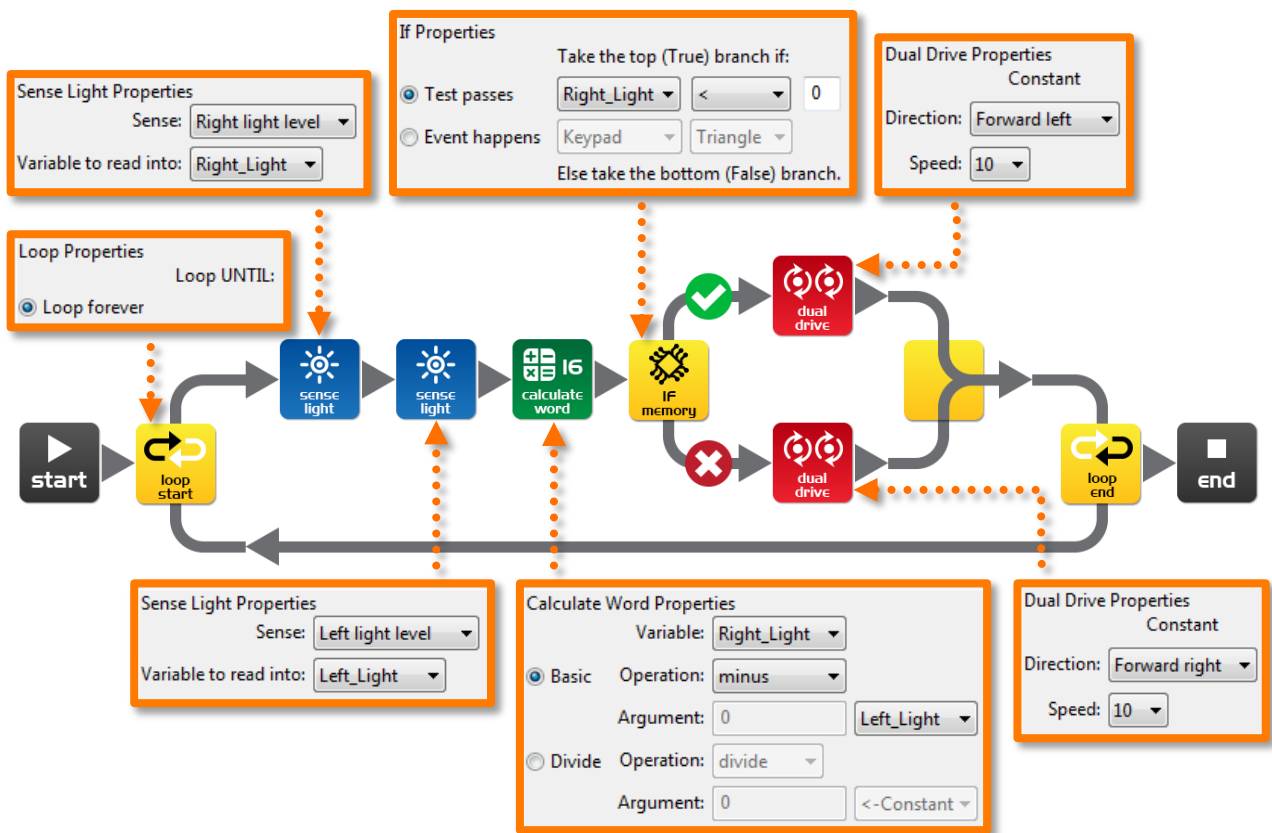 If Properties
Take the top (True) branch if:
Test passes Right_Light < 0
Event happens Keypad Triangle
Else take the bottom (False) branch.
Dual Drive Properties
Constant
Direction: Forward left
Speed: 10
Sense Light Properties
Sense: Right light level
Variable to read into: Right_Light
Loop Properties
Loop UNTIL:
Loop forever
start
loop
start
sense
light
sense
light
16
calculate
word
IF
memory
dual
drive
dual
drive
loop
end
end
Sense Light Properties
Sense: Left light level
Variable to read into: Left_Light
Calculate Word Properties
Variable: Right_Light
Basic Operation: minus
Argument: 0 Left_Light
Divide Operation: divide
Argument: 0 <-Constant
Dual Drive Properties
Constant
Direction: Forward right
Speed: 10